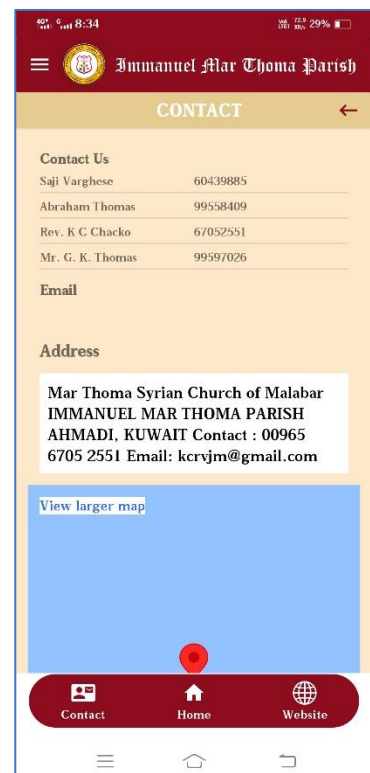 8:34
29%
Immanuel Mar Thoma Parish
CONTACT
Contact Us
Saji Varghese 60439885
Abraham Thomas 99558409
Rev. K C Chacko 67052551
Mr. G. K. Thomas 99597026
Email
Address
Mar Thoma Syrian Church of Malabar
IMMANUEL MAR THOMA PARISH
AHMADI, KUWAIT Contact : 00965
6705 2551 Email: kcrvjm@gmail.com
View larger map
Contact Home Website